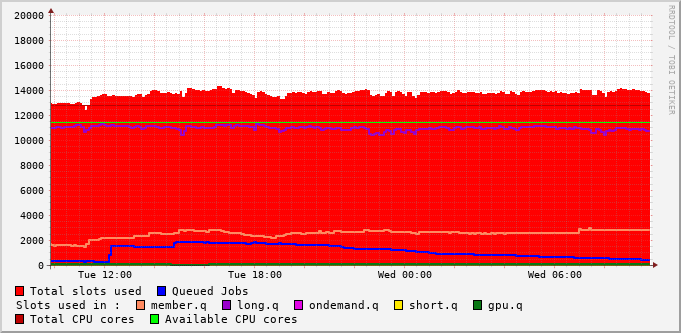 20000
18000
16000
14000
12000
10000
8000
6000
4000
2000
0
Tue 12:00 Tue 18:00 Wed 00:00 Wed 06:00
RRDTOOL / TOBI OETIKER
Total slots used Queued Jobs
Slots used in : member.q long.q ondemand.q short.q gpu.q
Total CPU cores Available CPU cores